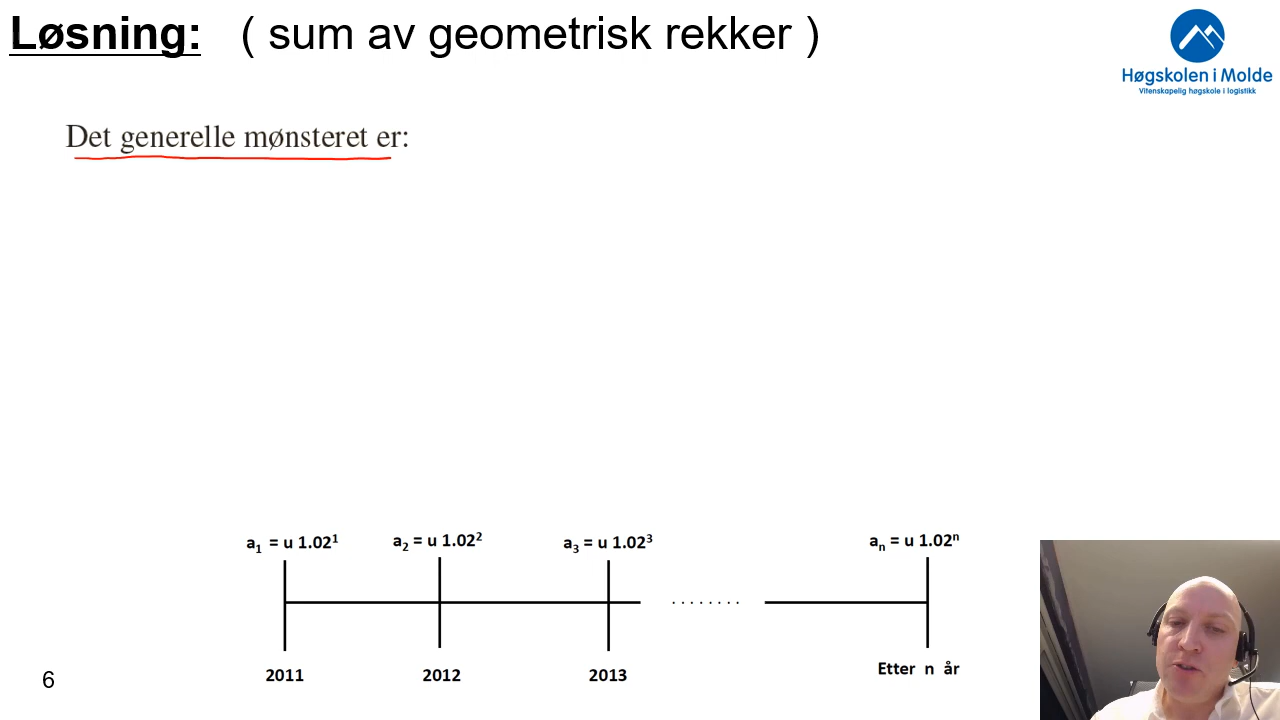 Løsning: ( sum av geometrisk rekker )
Høgskolen i Molde
Vitenskapelig høgskole i logistikk
Det generelle mønsteret er:
a₁ = u 1.02¹ a₂ = u 1.02² a₃ = u 1.02³ aₙ = u 1.02ⁿ
........
2011 2012 2013 Etter n år
6